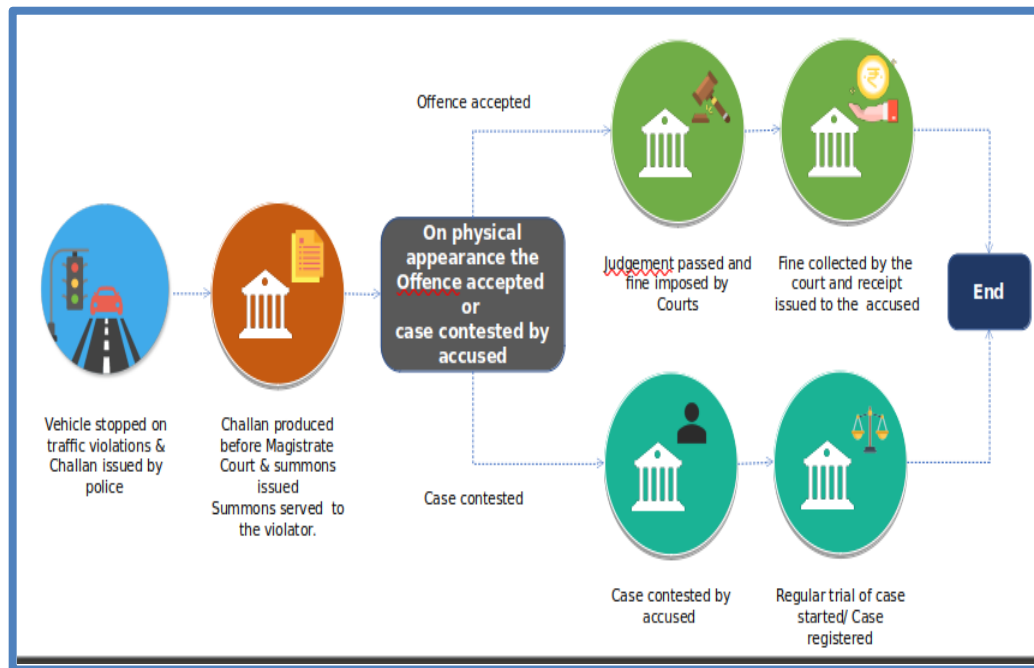 Offence accepted
On physical
appearance the
Offence accepted
or
case contested by
accused
Judgement passed and
fine imposed by
Courts
Fine collected by the
court and receipt
issued to the accused
End
Vehicle stopped on
traffic violations &
Challan issued by
police
Challan produced
before Magistrate
Court & summons
issued
Summons served to
the violator.
Case contested
Case contested by
accused
Regular trial of case
started/ Case
registered
₹